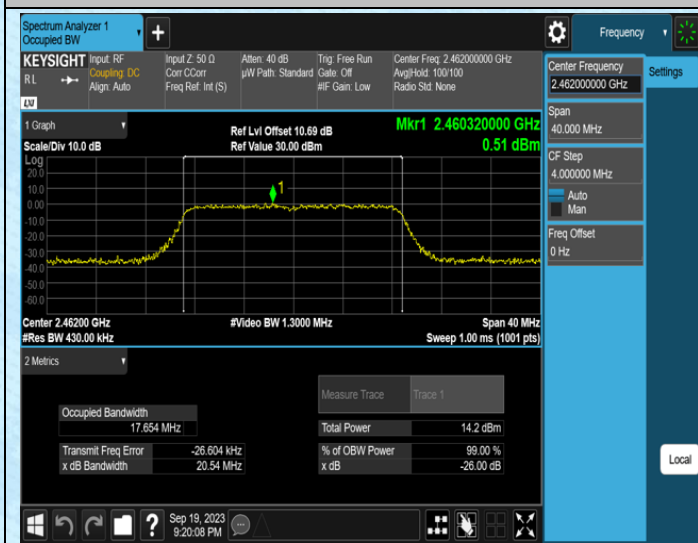 Spectrum Analyzer 1
Occupied BW
Frequency
KEYSIGHT
Input: RF
Input Z: 50 Ω
Atten: 40 dB
Trig: Free Run
Center Freq: 2.462000000 GHz
RL
Coupling: DC
Corr CCorr
µW Path: Standard
Gate: Off
Avg|Hold: 100/100
Align: Auto
Freq Ref: Int (S)
#IF Gain: Low
Radio Std: None
LXI
1 Graph
Scale/Div 10.0 dB
Ref Lvl Offset 10.69 dB
Ref Value 30.00 dBm
Mkr1 2.460320000 GHz
0.51 dBm
Log
20.0
10.0
0.00
-10.0
-20.0
-30.0
-40.0
-50.0
-60.0
1
Center 2.46200 GHz
#Video BW 1.3000 MHz
Span 40 MHz
#Res BW 430.00 kHz
Sweep 1.00 ms (1001 pts)
2 Metrics
Measure Trace
Trace 1
Occupied Bandwidth
17.654 MHz
Total Power
14.2 dBm
Transmit Freq Error
-26.604 kHz
% of OBW Power
99.00 %
x dB Bandwidth
20.54 MHz
x dB
-26.00 dB
Center Frequency
2.462000000 GHz
Settings
Span
40.000 MHz
CF Step
4.000000 MHz
Auto
Man
Freq Offset
0 Hz
Local
?
Sep 19, 2023
9:20:08 PM